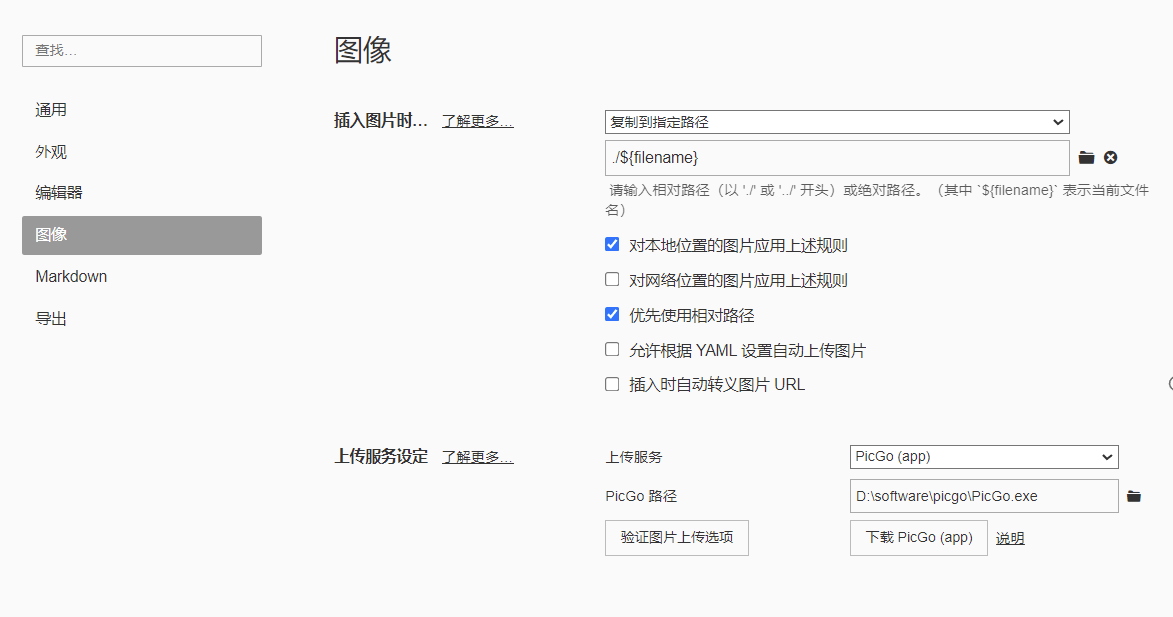 查找...
通用
外观
编辑器
图像
Markdown
导出
图像
插入图片时... 了解更多...
复制到指定路径
./${filename}
请输入相对路径（以 './' 或 '../' 开头）或绝对路径。（其中 `${filename}` 表示当前文件
名）
对本地位置的图片应用上述规则
对网络位置的图片应用上述规则
优先使用相对路径
允许根据 YAML 设置自动上传图片
插入时自动转义图片 URL
上传服务设定 了解更多...
上传服务 PicGo (app)
PicGo 路径 D:\software\picgo\PicGo.exe
验证图片上传选项 下载 PicGo (app) 说明